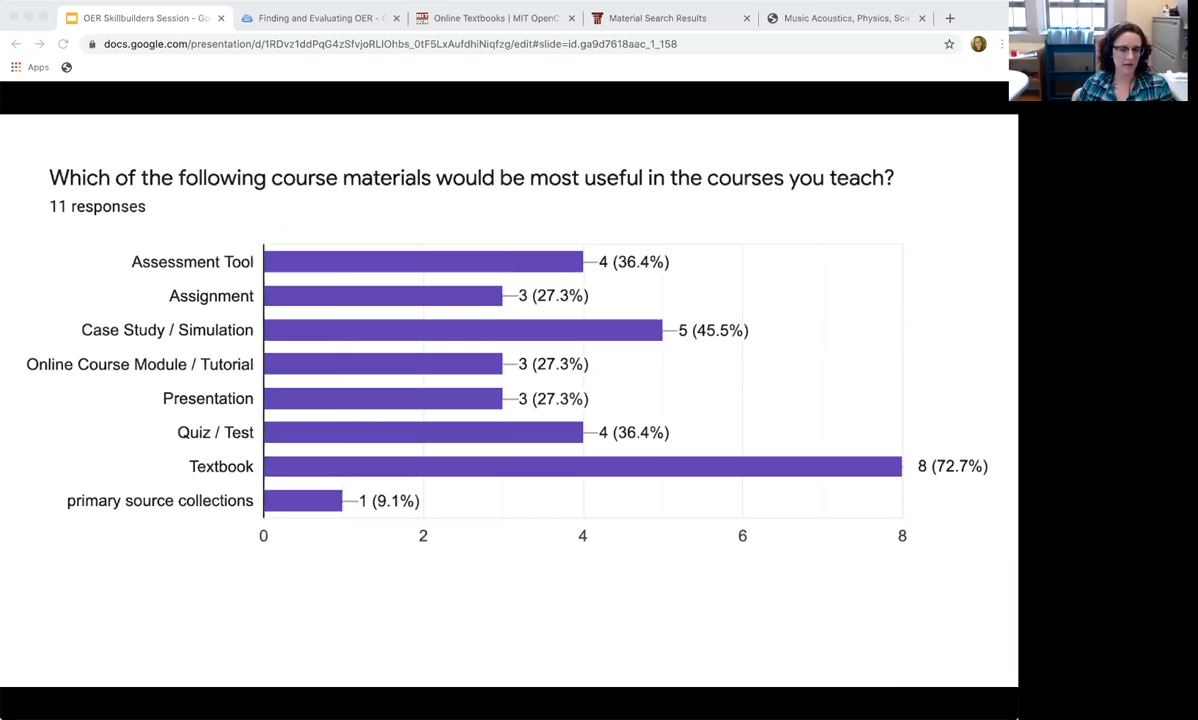 OER Skillbuilders Session - Go
Finding and Evaluating OER - C
Online Textbooks | MIT OpenC
Material Search Results
Music Acoustics, Physics, Sci
docs.google.com/presentation/d/1RDvz1ddPqG4zSfvjoRLIOhbs_0tF5LxAufdhiNiqfzg/edit#slide=id.ga9d7618aac_1_158
Apps
Which of the following course materials would be most useful in the courses you teach?
11 responses
Assessment Tool 4 (36.4%)
Assignment 3 (27.3%)
Case Study / Simulation 5 (45.5%)
Online Course Module / Tutorial 3 (27.3%)
Presentation 3 (27.3%)
Quiz / Test 4 (36.4%)
Textbook 8 (72.7%)
primary source collections 1 (9.1%)
0 2 4 6 8